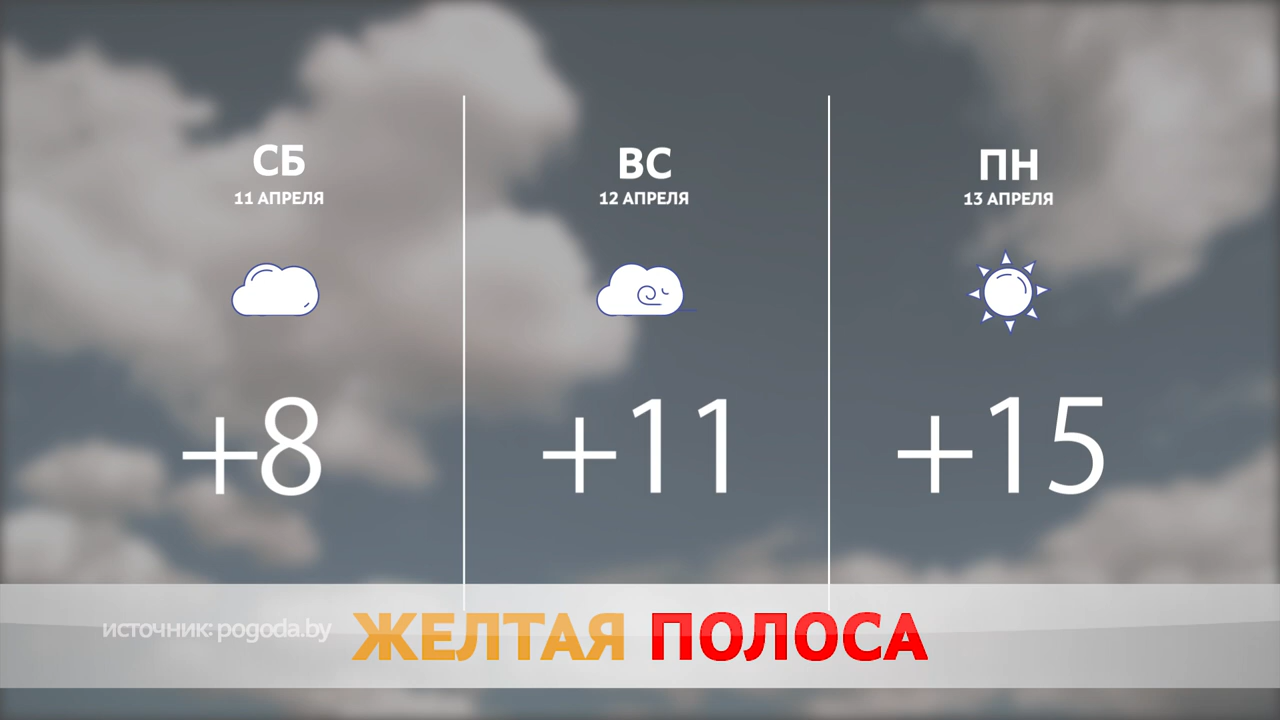 СБ
11 АПРЕЛЯ
+8
ВС
12 АПРЕЛЯ
+11
ПН
13 АПРЕЛЯ
+15
источник: pogoda.by
ЖЕЛТАЯ ПОЛОСА